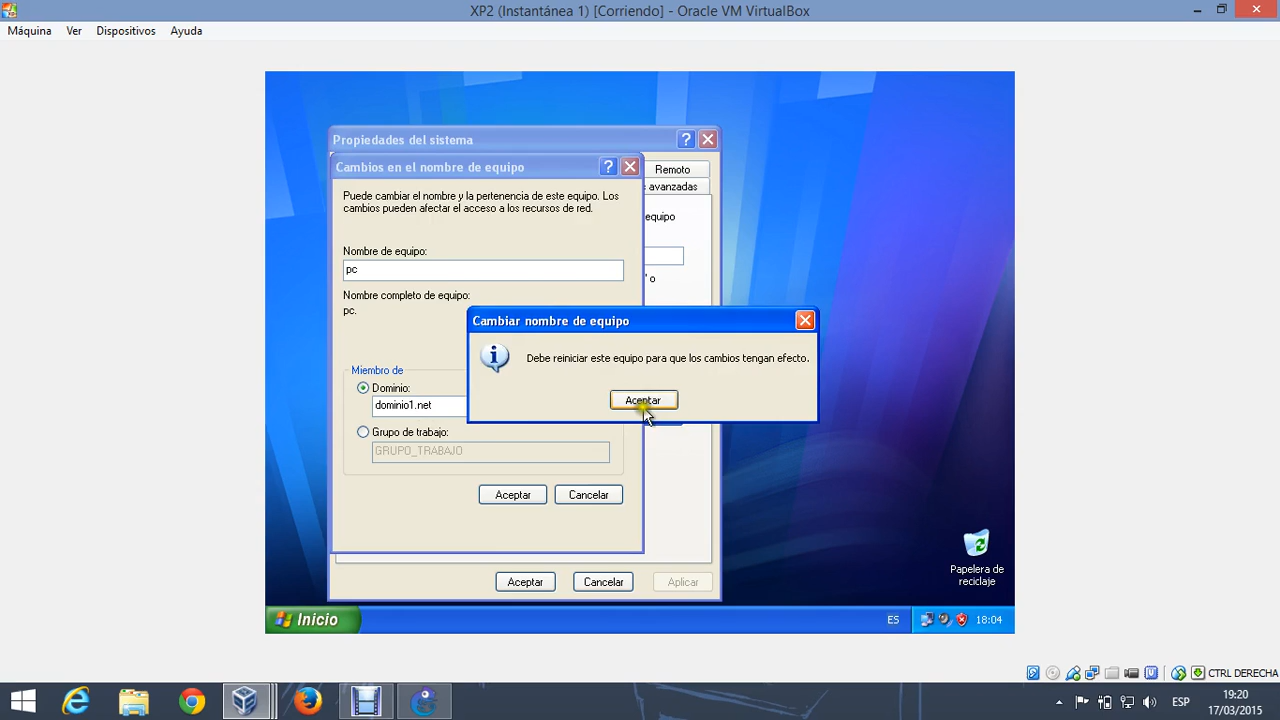 XP2 (Instantánea 1) [Corriendo] - Oracle VM VirtualBox
Máquina Ver Dispositivos Ayuda
Propiedades del sistema
Cambios en el nombre de equipo
Remoto
s avanzadas
Puede cambiar el nombre y la pertenencia de este equipo. Los
cambios pueden afectar el acceso a los recursos de red.
equipo
Nombre de equipo:
pc
' o
Nombre completo de equipo:
pc.
Cambiar nombre de equipo
Debe reiniciar este equipo para que los cambios tengan efecto.
Aceptar
Miembro de
Dominio:
dominio1.net
Grupo de trabajo:
GRUPO_TRABAJO
Aceptar Cancelar
Aceptar Cancelar Aplicar
Papelera de
reciclaje
Inicio
ES 18:04
CTRL DERECHA
ESP
19:20
17/03/2015